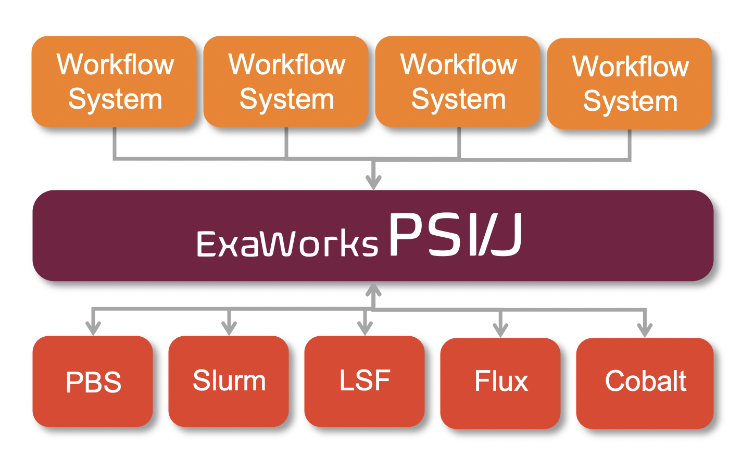 Workflow
System
Workflow
System
Workflow
System
Workflow
System
ExaWorks PSI/J
PBS
Slurm
LSF
Flux
Cobalt